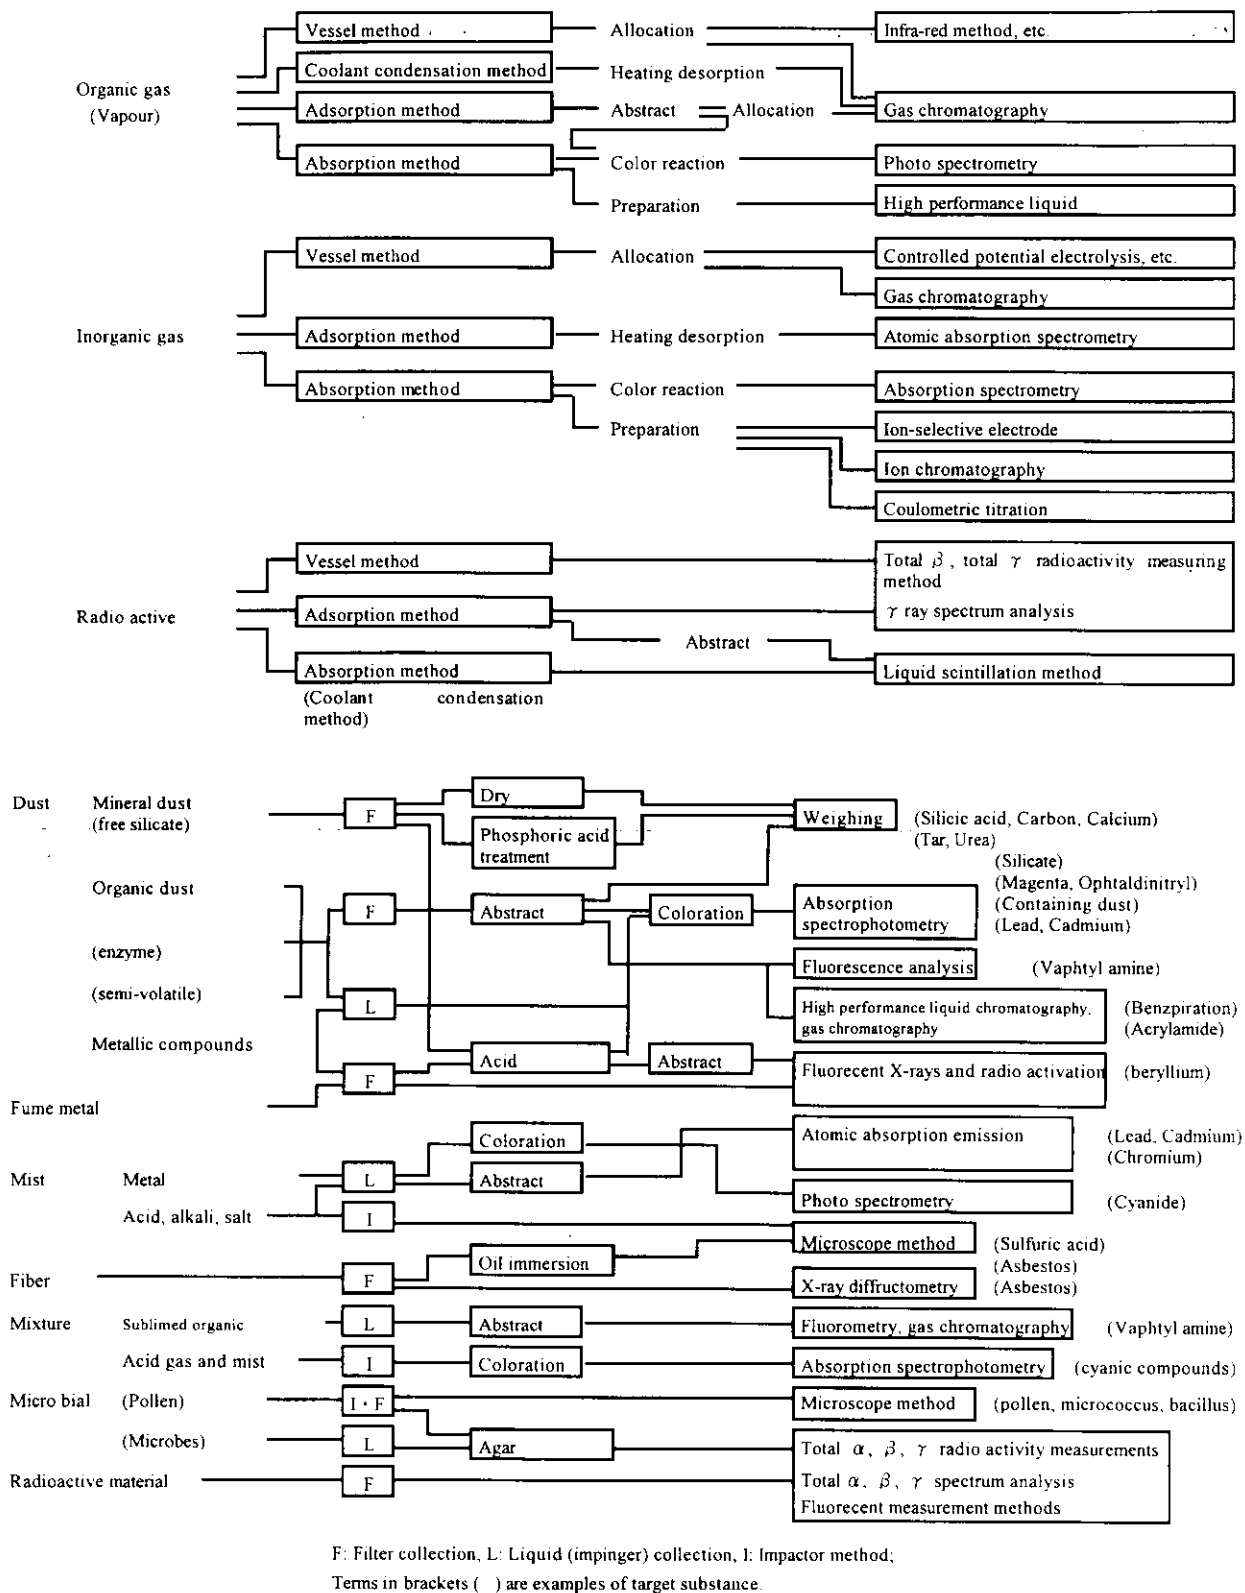 Vessel method Allocation Infra-red method, etc.
Coolant condensation method Heating desorption
Organic gas
(Vapour)
Adsorption method Abstract Allocation Gas chromatography
Absorption method Color reaction Photo spectrometry
Preparation High performance liquid
Vessel method Allocation Controlled potential electrolysis, etc.
Gas chromatography
Inorganic gas Adsorption method Heating desorption Atomic absorption spectrometry
Absorption method Color reaction Absorption spectrometry
Preparation Ion-selective electrode
Ion chromatography
Coulometric titration
Vessel method Total β, total γ radioactivity measuring
method
Radio active Adsorption method γ ray spectrum analysis
Abstract
Absorption method Liquid scintillation method
(Coolant condensation
method)
Dust Mineral dust
(free silicate)
F
Dry
Phosphoric acid
treatment
Weighing (Silicic acid, Carbon, Calcium)
(Tar, Urea)
(Silicate)
(Magenta, Ophtaldinitryl)
(Containing dust)
(Lead, Cadmium)
Organic dust
F Abstract Coloration Absorption
spectrophotometry
(enzyme)
Fluorescence analysis (Vaphtyl amine)
(semi-volatile)
L High performance liquid chromatography,
gas chromatography
(Benzpiration)
(Acrylamide)
Metallic compounds
Acid Abstract
F Fluorecent X-rays and radio activation (beryllium)
Fume metal
Coloration Atomic absorption emission (Lead, Cadmium)
(Chromium)
Mist Metal L Abstract
Photo spectrometry (Cyanide)
Acid, alkali, salt I
Microscope method (Sulfuric acid)
(Asbestos)
Oil immersion
Fiber F X-ray diffructometry (Asbestos)
Mixture Sublimed organic L Abstract Fluorometry, gas chromatography (Vaphtyl amine)
Acid gas and mist I Coloration Absorption spectrophotometry (cyanic compounds)
Micro bial (Pollen) I・F Microscope method (pollen, micrococcus, bacillus)
(Microbes) L Agar Total α, β, γ radio activity measurements
Radioactive material F Total α, β, γ spectrum analysis
Fluorecent measurement methods
F: Filter collection, L: Liquid (impinger) collection, I: Impactor method;
Terms in brackets ( ) are examples of target substance.